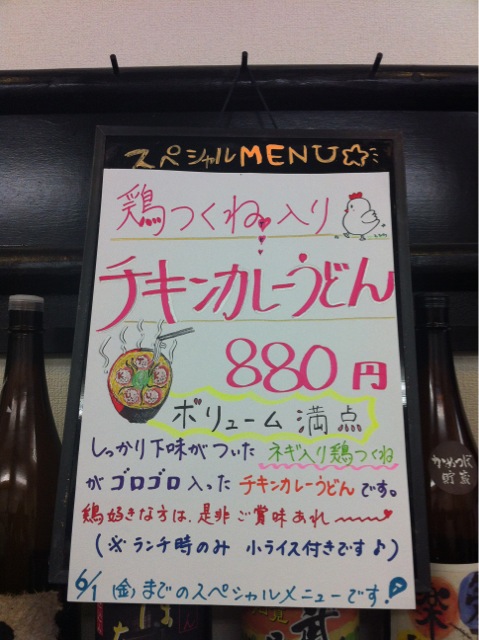 スペシャルMENU☆
鶏つくね入り
チキンカレーうどん
880円
ボリューム満点
しっかり下味がついた ネギ入り鶏つくね
がゴロゴロ入ったチキンカレーうどんです。
鶏好きな方は、是非ご賞味あれ〜〜
(※ランチ時のみ 小ライス付きです♪)
6/1(金)までのスペシャルメニューです!
かめ
貯蔵